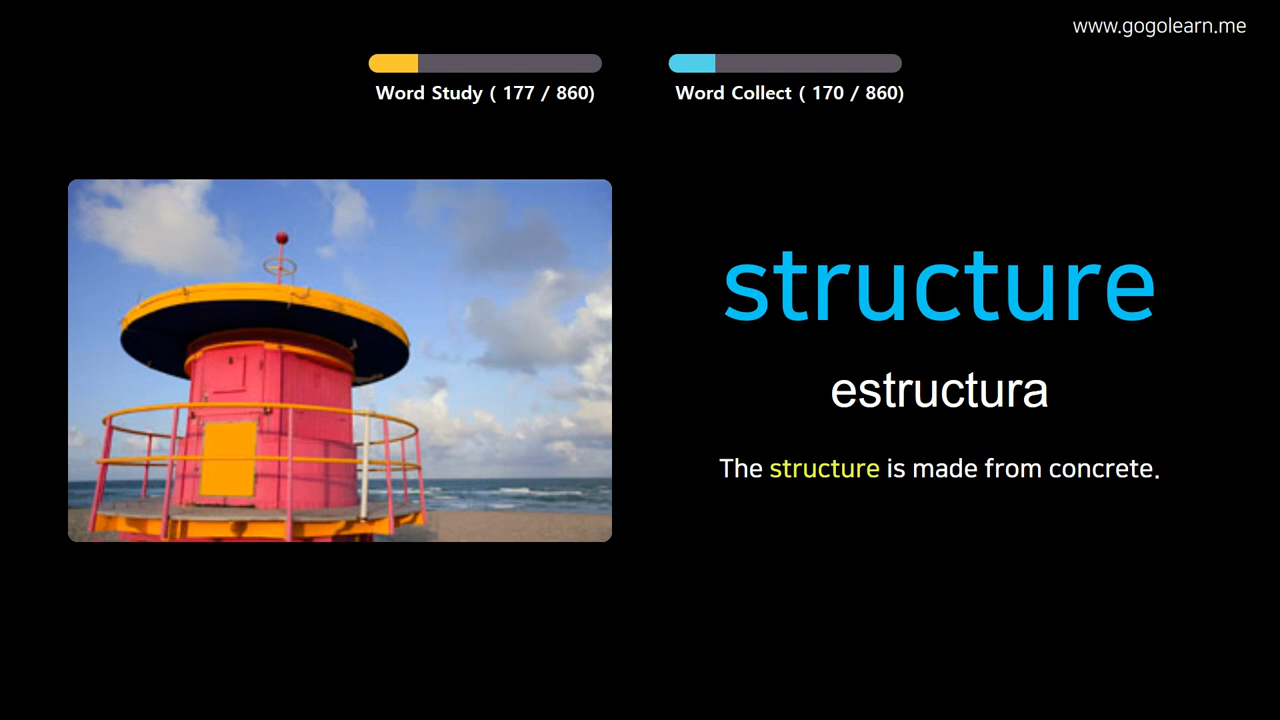 www.gogolearn.me
Word Study ( 177 / 860)
Word Collect ( 170 / 860)
structure
estructura
The structure is made from concrete.